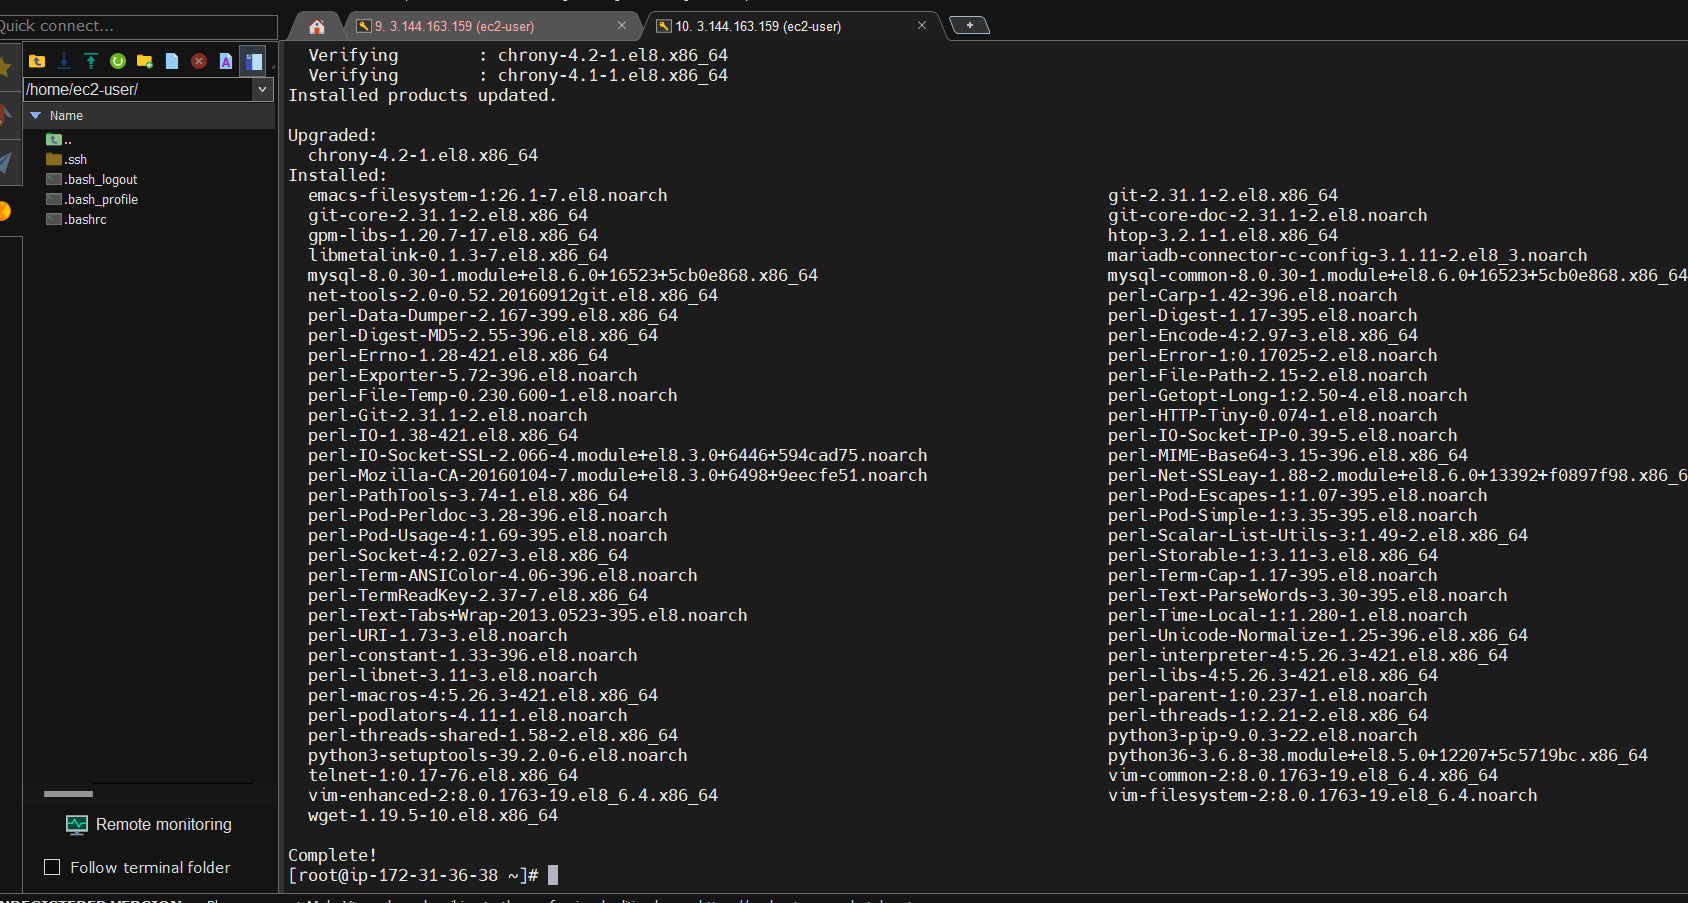 Quick connect...
9. 3.144.163.159 (ec2-user)
10. 3.144.163.159 (ec2-user)
/home/ec2-user/
Name
..
.ssh
.bash_logout
.bash_profile
.bashrc
Remote monitoring
Follow terminal folder
Verifying : chrony-4.2-1.el8.x86_64
Verifying : chrony-4.1-1.el8.x86_64
Installed products updated.
Upgraded:
chrony-4.2-1.el8.x86_64
Installed:
emacs-filesystem-1:26.1-7.el8.noarch git-2.31.1-2.el8.x86_64
git-core-2.31.1-2.el8.x86_64 git-core-doc-2.31.1-2.el8.noarch
gpm-libs-1.20.7-17.el8.x86_64 htop-3.2.1-1.el8.x86_64
libmetalink-0.1.3-7.el8.x86_64 mariadb-connector-c-config-3.1.11-2.el8_3.noarch
mysql-8.0.30-1.module+el8.6.0+16523+5cb0e868.x86_64 mysql-common-8.0.30-1.module+el8.6.0+16523+5cb0e868.x86_64
net-tools-2.0-0.52.20160912git.el8.x86_64 perl-Carp-1.42-396.el8.noarch
perl-Data-Dumper-2.167-399.el8.x86_64 perl-Digest-1.17-395.el8.noarch
perl-Digest-MD5-2.55-396.el8.x86_64 perl-Encode-4:2.97-3.el8.x86_64
perl-Errno-1.28-421.el8.x86_64 perl-Error-1:0.17025-2.el8.noarch
perl-Exporter-5.72-396.el8.noarch perl-File-Path-2.15-2.el8.noarch
perl-File-Temp-0.230.600-1.el8.noarch perl-Getopt-Long-1:2.50-4.el8.noarch
perl-Git-2.31.1-2.el8.noarch perl-HTTP-Tiny-0.074-1.el8.noarch
perl-IO-1.38-421.el8.x86_64 perl-IO-Socket-IP-0.39-5.el8.noarch
perl-IO-Socket-SSL-2.066-4.module+el8.3.0+6446+594cad75.noarch perl-MIME-Base64-3.15-396.el8.x86_64
perl-Mozilla-CA-20160104-7.module+el8.3.0+6498+9eecfe51.noarch perl-Net-SSLeay-1.88-2.module+el8.6.0+13392+f0897f98.x86_6
perl-PathTools-3.74-1.el8.x86_64 perl-Pod-Escapes-1:1.07-395.el8.noarch
perl-Pod-Perldoc-3.28-396.el8.noarch perl-Pod-Simple-1:3.35-395.el8.noarch
perl-Pod-Usage-4:1.69-395.el8.noarch perl-Scalar-List-Utils-3:1.49-2.el8.x86_64
perl-Socket-4:2.027-3.el8.x86_64 perl-Storable-1:3.11-3.el8.x86_64
perl-Term-ANSIColor-4.06-396.el8.noarch perl-Term-Cap-1.17-395.el8.noarch
perl-TermReadKey-2.37-7.el8.x86_64 perl-Text-ParseWords-3.30-395.el8.noarch
perl-Text-Tabs+Wrap-2013.0523-395.el8.noarch perl-Time-Local-1:1.280-1.el8.noarch
perl-URI-1.73-3.el8.noarch perl-Unicode-Normalize-1.25-396.el8.x86_64
perl-constant-1.33-396.el8.noarch perl-interpreter-4:5.26.3-421.el8.x86_64
perl-libnet-3.11-3.el8.noarch perl-libs-4:5.26.3-421.el8.x86_64
perl-macros-4:5.26.3-421.el8.x86_64 perl-parent-1:0.237-1.el8.noarch
perl-podlators-4.11-1.el8.noarch perl-threads-1:2.21-2.el8.x86_64
perl-threads-shared-1.58-2.el8.x86_64 python3-pip-9.0.3-22.el8.noarch
python3-setuptools-39.2.0-6.el8.noarch python36-3.6.8-38.module+el8.5.0+12207+5c5719bc.x86_64
telnet-1:0.17-76.el8.x86_64 vim-common-2:8.0.1763-19.el8_6.4.x86_64
vim-enhanced-2:8.0.1763-19.el8_6.4.x86_64 vim-filesystem-2:8.0.1763-19.el8_6.4.noarch
wget-1.19.5-10.el8.x86_64
Complete!
[root@ip-172-31-36-38 ~]#